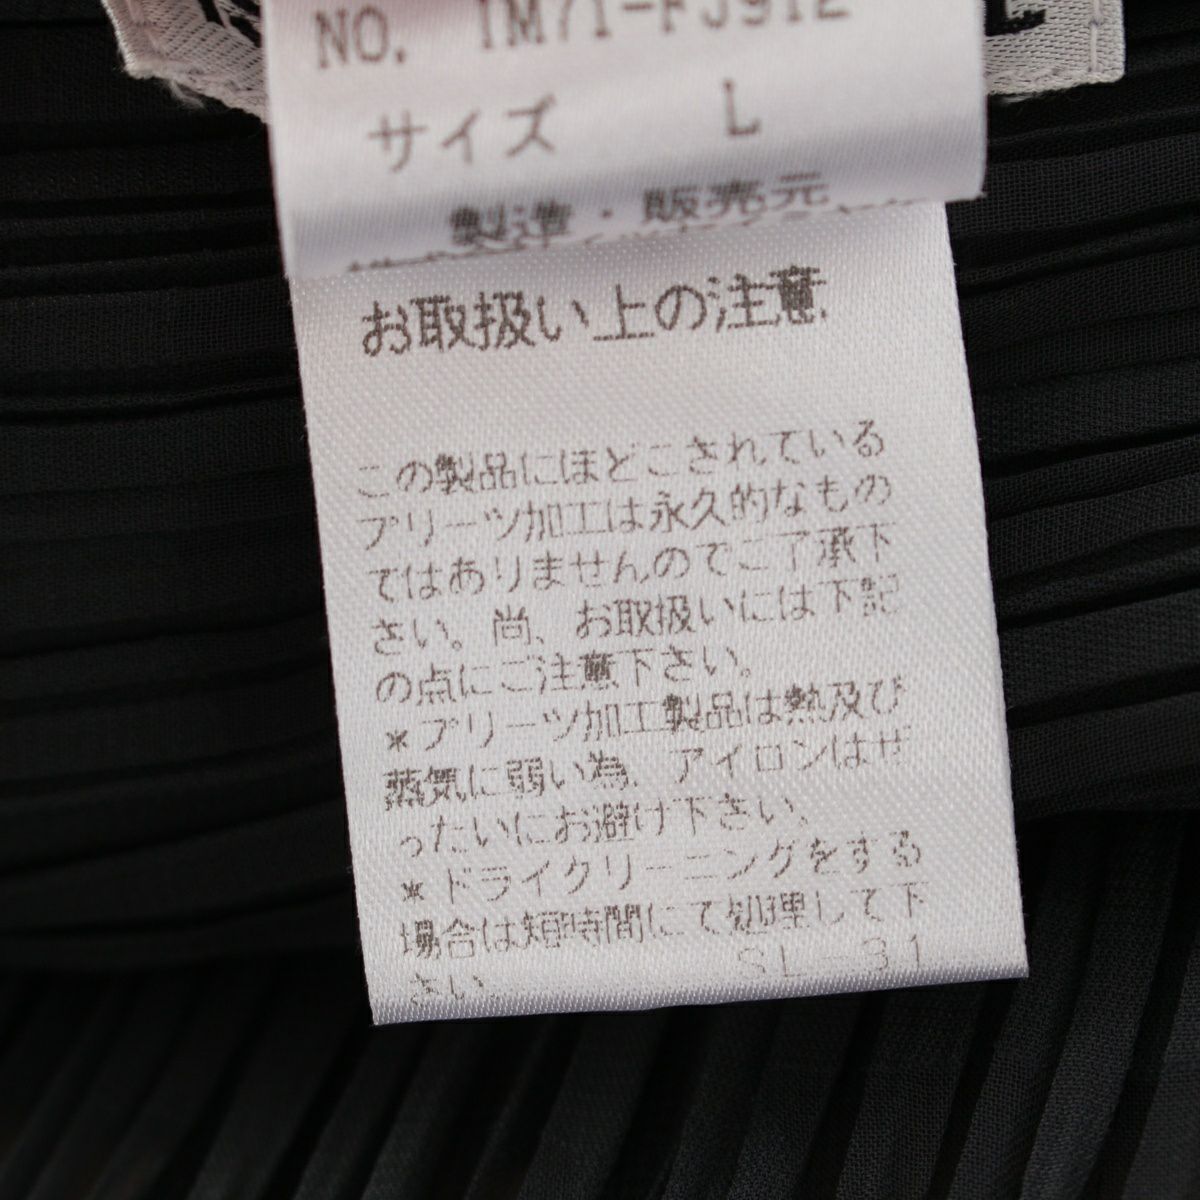 NO. IM71-FJ912
サイズ L
製造・販売元
お取扱い上の注意
この製品にほどこされている
プリーツ加工は永久的なもの
ではありませんのでご了承下
さい。尚、お取扱いには下記
の点にご注意下さい。
*プリーツ加工製品は熱及び
蒸気に弱い為、アイロンはぜ
ったいにお避け下さい、
*ドライクリーニングをする
場合は短時間にて処理して下
さい。 SL-31